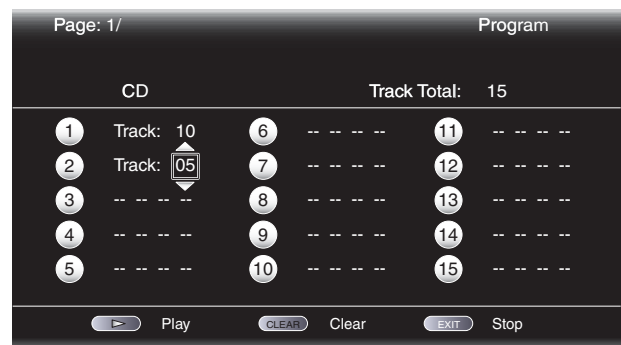 Page: 1/ Program
CD Track Total: 15
1 Track: 10 6 -- -- -- -- 11 -- -- -- --
2 Track: 05 7 -- -- -- -- 12 -- -- -- --
3 -- -- -- -- 8 -- -- -- -- 13 -- -- -- --
4 -- -- -- -- 9 -- -- -- -- 14 -- -- -- --
5 -- -- -- -- 10 -- -- -- -- 15 -- -- -- --
Play CLEAR Clear EXIT Stop